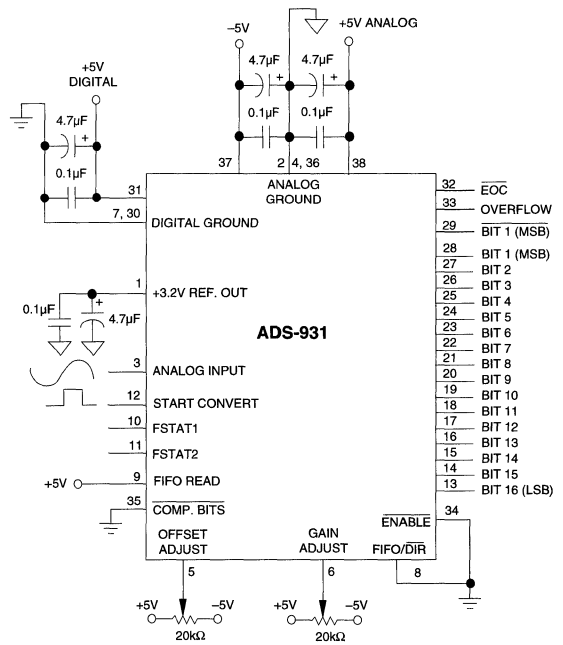 −5V
+5V ANALOG
+5V
DIGITAL
4.7µF
+
4.7µF
+
4.7µF
+
0.1µF
0.1µF
0.1µF
37
2
4, 36
38
31
7, 30
ANALOG
GROUND
DIGITAL GROUND
32
EOC
33
OVERFLOW
29
BIT 1 (MSB)
28
BIT 1 (MSB)
27
BIT 2
26
BIT 3
25
BIT 4
24
BIT 5
23
BIT 6
22
BIT 7
21
BIT 8
20
BIT 9
19
BIT 10
18
BIT 11
17
BIT 12
16
BIT 13
15
BIT 14
14
BIT 15
13
BIT 16 (LSB)
1
+3.2V REF. OUT
+
0.1µF
4.7µF
ADS-931
3
ANALOG INPUT
12
START CONVERT
10
FSTAT1
11
FSTAT2
+5V
9
FIFO READ
35
COMP. BITS
34
ENABLE
OFFSET
ADJUST
GAIN
ADJUST
FIFO/DIR
5
6
8
+5V
−5V
20kΩ
+5V
−5V
20kΩ